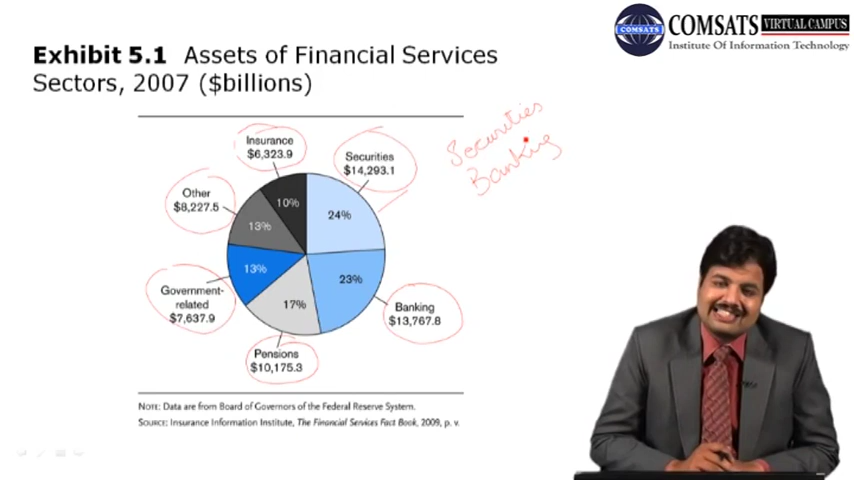 COMSATS VIRTUAL CAMPUS
Institute Of Information Technology
COMSATS
Exhibit 5.1 Assets of Financial Services
Sectors, 2007 ($billions)
Securities
Banking
Insurance
$6,323.9
Securities
$14,293.1
Other
$8,227.5
10%
24%
13%
13%
23%
17%
Government-
related
$7,637.9
Banking
$13,767.8
Pensions
$10,175.3
NOTE: Data are from Board of Governors of the Federal Reserve System.
SOURCE: Insurance Information Institute, The Financial Services Fact Book, 2009, p. v.